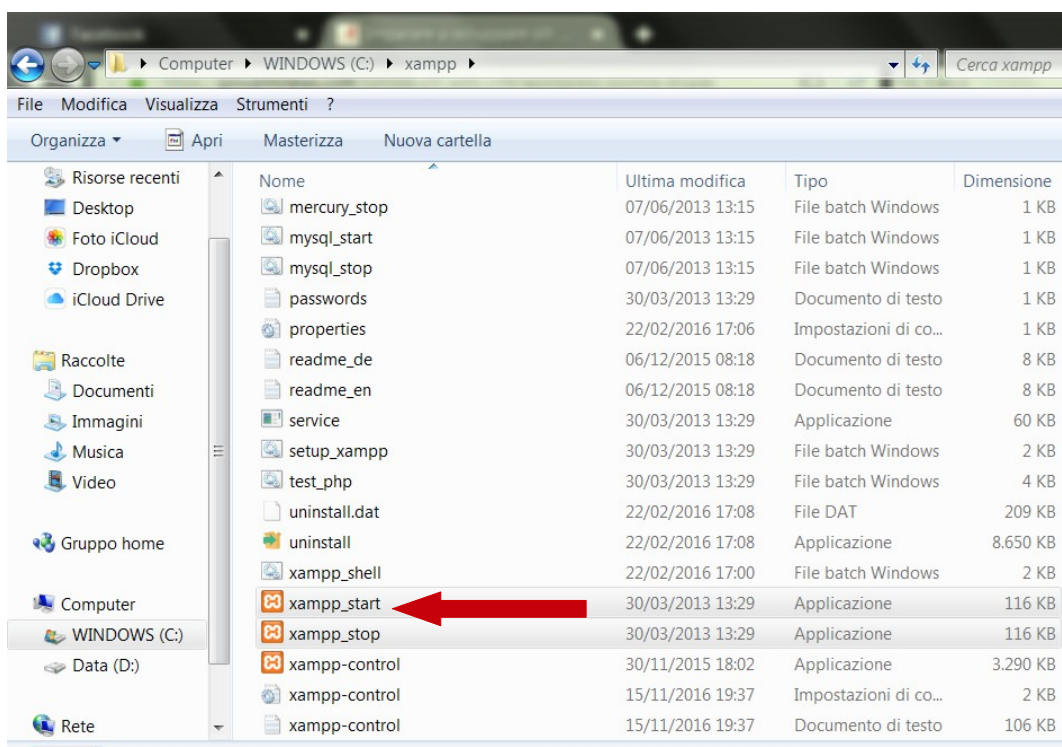 Facebook
Computer WINDOWS (C:) xampp
Cerca xampp
File Modifica Visualizza Strumenti ?
Organizza Apri Masterizza Nuova cartella
Risorse recenti
Desktop
Foto iCloud
Dropbox
iCloud Drive
Raccolte
Documenti
Immagini
Musica
Video
Gruppo home
Computer
WINDOWS (C:)
Data (D:)
Rete
Nome Ultima modifica Tipo Dimensione
mercury_stop 07/06/2013 13:15 File batch Windows 1 KB
mysql_start 07/06/2013 13:15 File batch Windows 1 KB
mysql_stop 07/06/2013 13:15 File batch Windows 1 KB
passwords 30/03/2013 13:29 Documento di testo 1 KB
properties 22/02/2016 17:06 Impostazioni di co... 1 KB
readme_de 06/12/2015 08:18 Documento di testo 8 KB
readme_en 06/12/2015 08:18 Documento di testo 8 KB
service 30/03/2013 13:29 Applicazione 60 KB
setup_xampp 30/03/2013 13:29 File batch Windows 2 KB
test_php 30/03/2013 13:29 File batch Windows 4 KB
uninstall.dat 22/02/2016 17:08 File DAT 209 KB
uninstall 22/02/2016 17:08 Applicazione 8.650 KB
xampp_shell 22/02/2016 17:00 File batch Windows 2 KB
xampp_start 30/03/2013 13:29 Applicazione 116 KB
xampp_stop 30/03/2013 13:29 Applicazione 116 KB
xampp-control 30/11/2015 18:02 Applicazione 3.290 KB
xampp-control 15/11/2016 19:37 Impostazioni di co... 2 KB
xampp-control 15/11/2016 19:37 Documento di testo 106 KB